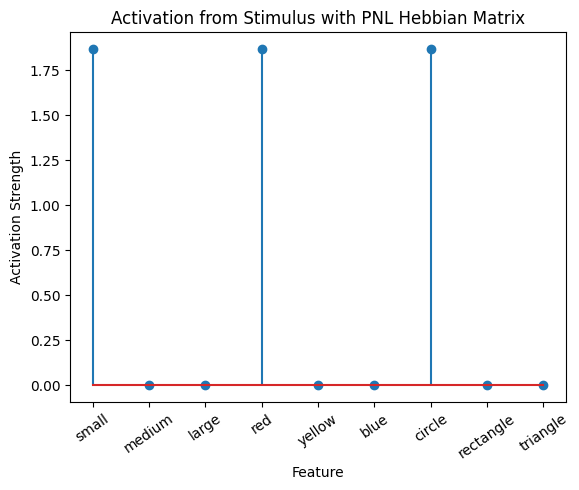 Activation from Stimulus with PNL Hebbian Matrix
1.75
1.50
1.25
1.00
0.75
0.50
0.25
0.00
Activation Strength
small
medium
large
red
yellow
blue
circle
rectangle
triangle
Feature